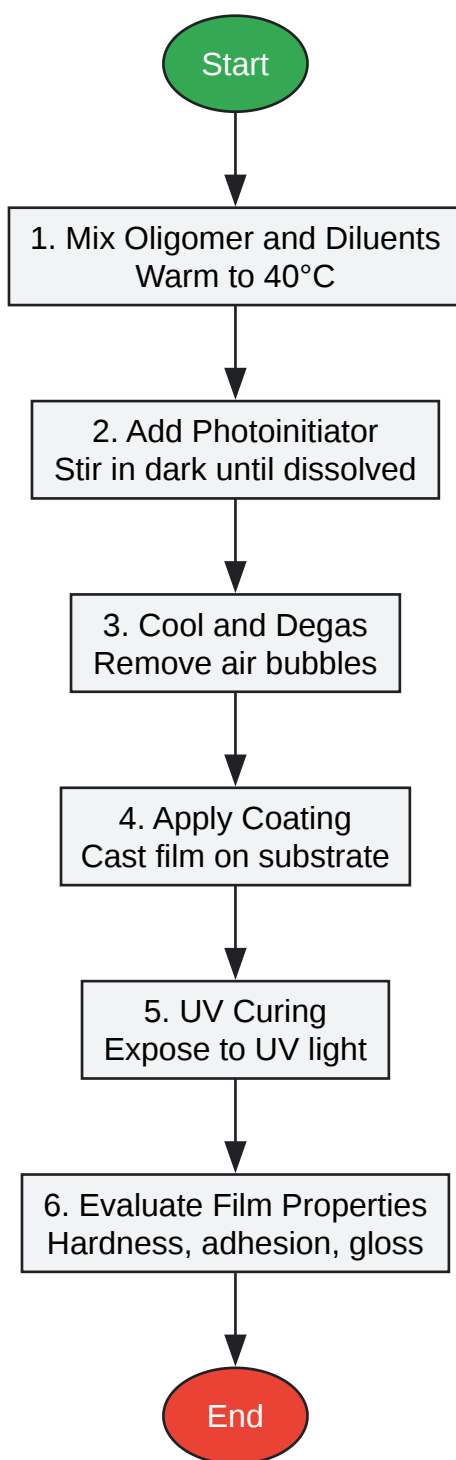 Start
1. Mix Oligomer and Diluents
Warm to 40°C
2. Add Photoinitiator
Stir in dark until dissolved
3. Cool and Degas
Remove air bubbles
4. Apply Coating
Cast film on substrate
5. UV Curing
Expose to UV light
6. Evaluate Film Properties
Hardness, adhesion, gloss
End